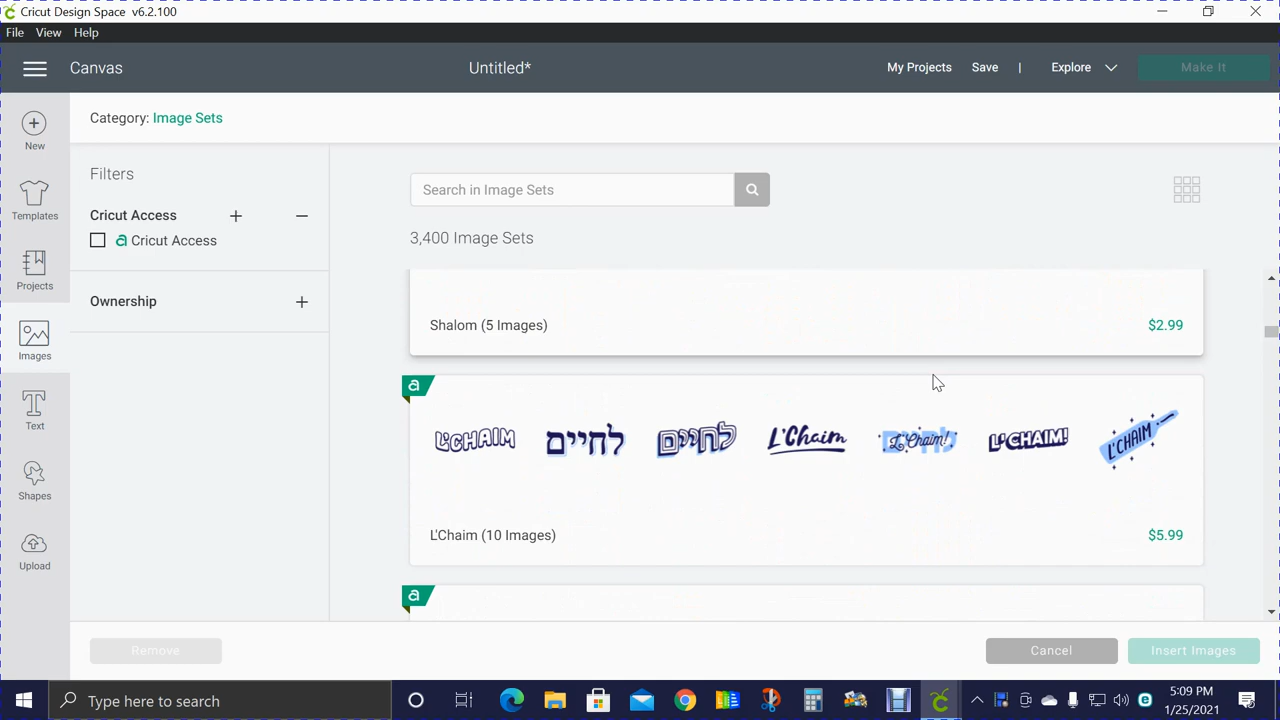 Cricut Design Space v6.2.100
File View Help
Canvas Untitled* My Projects Save | Explore Make It
New
Templates
Projects
Images
Text
Shapes
Upload
Category: Image Sets
Filters
Cricut Access + −
a Cricut Access
Ownership +
Search in Image Sets
3,400 Image Sets
Shalom (5 Images) $2.99
a
L'CHAIM לחיים לחיים L'Chaim לחיים L'Chaim! L'CHAIM! L'CHAIM
L'Chaim (10 Images) $5.99
a
Remove Cancel Insert Images
Type here to search
5:09 PM
1/25/2021